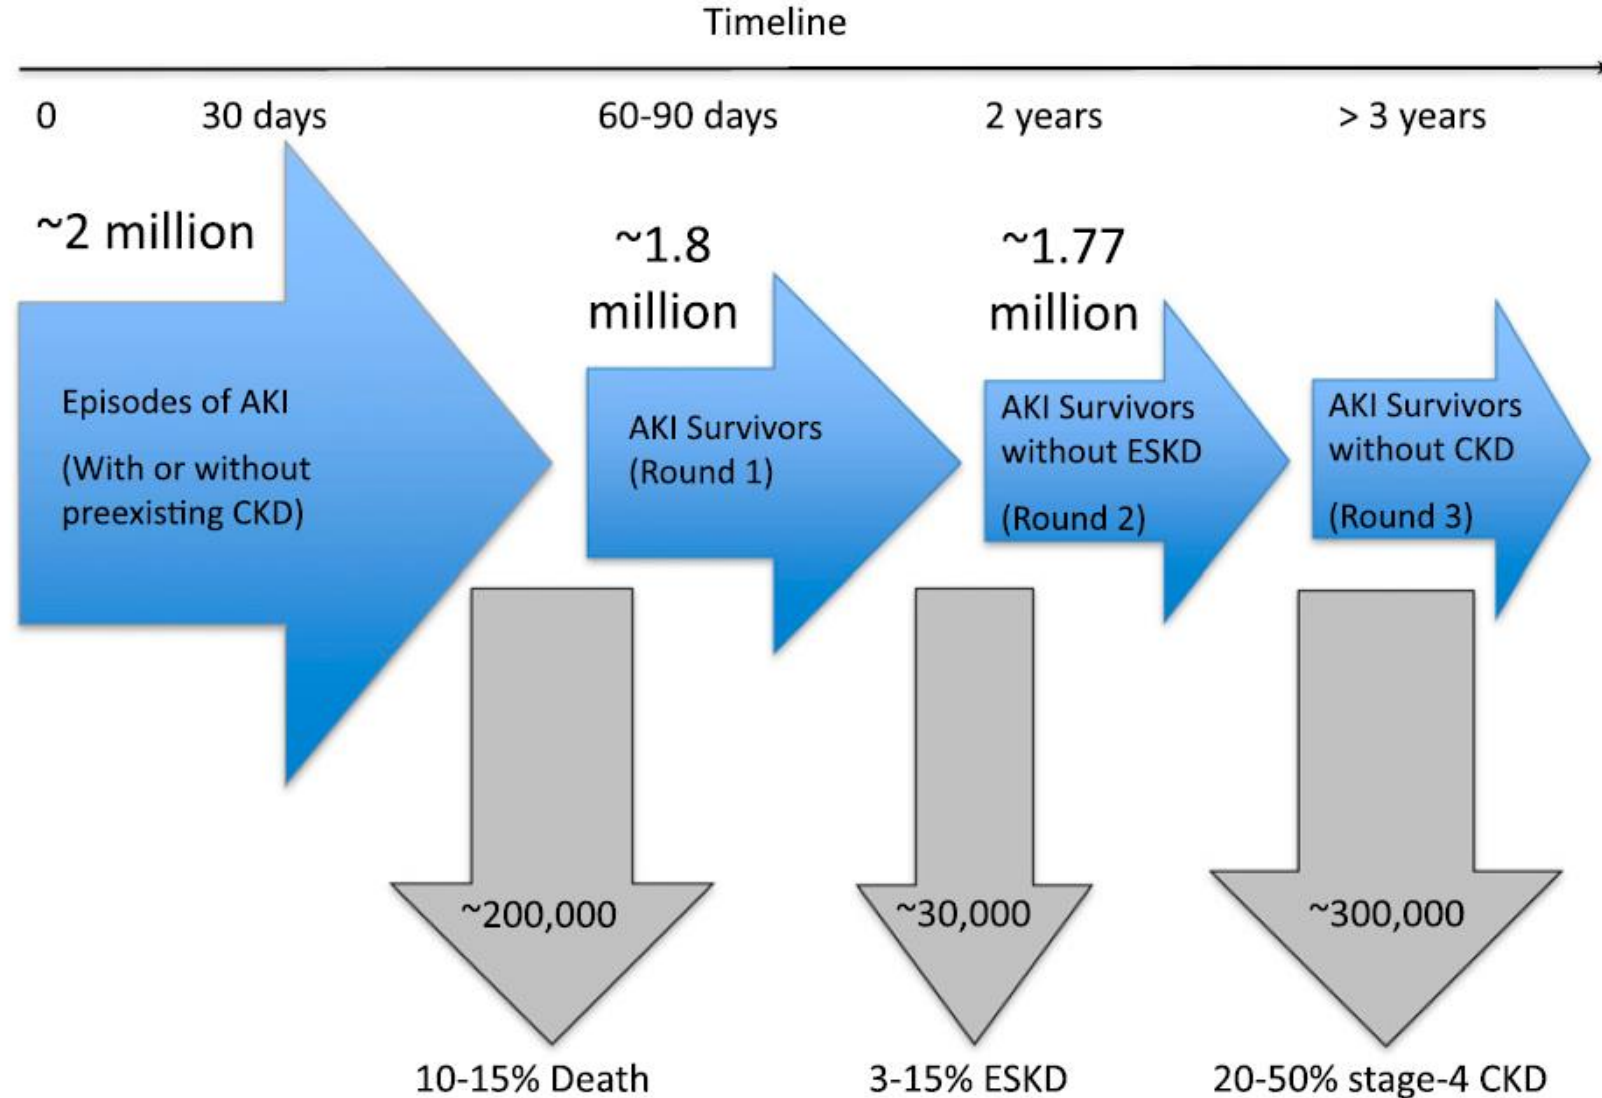 Timeline
0 30 days 60-90 days 2 years > 3 years
~2 million
~1.8
million
~1.77
million
Episodes of AKI
(With or without
preexisting CKD)
AKI Survivors
(Round 1)
AKI Survivors
without ESKD
(Round 2)
AKI Survivors
without CKD
(Round 3)
~200,000
~30,000
~300,000
10-15% Death
3-15% ESKD
20-50% stage-4 CKD